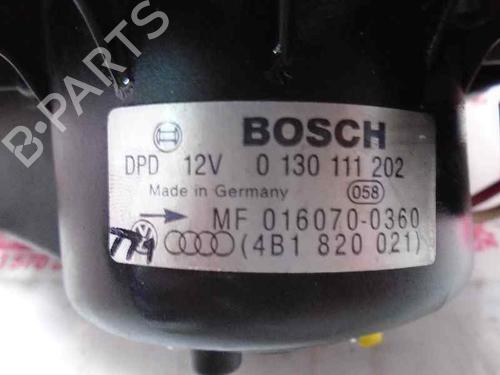 BOSCH
DPD 12V 0 130 111 202
Made in Germany 058
MF 016070-0360
(4B1 820 021)
B-PARTS